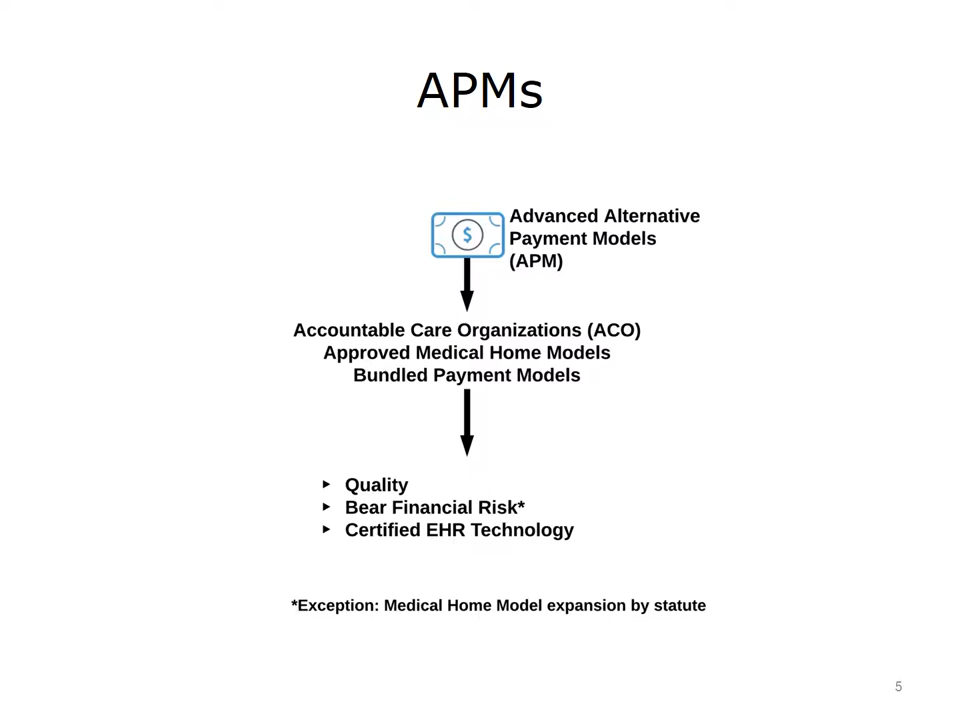 APMs
$
Advanced Alternative
Payment Models
(APM)
Accountable Care Organizations (ACO)
Approved Medical Home Models
Bundled Payment Models
‣ Quality
‣ Bear Financial Risk*
‣ Certified EHR Technology
*Exception: Medical Home Model expansion by statute
5